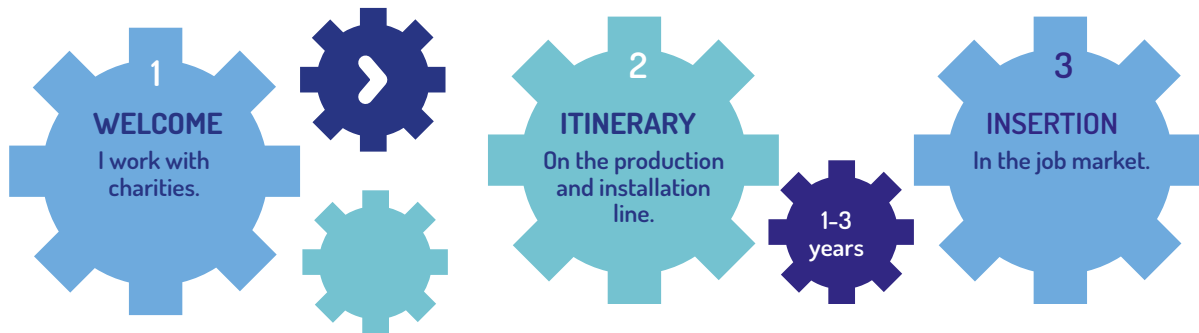 1
WELCOME
I work with
charities.
2
ITINERARY
On the production
and installation
line.
1-3
years
3
INSERTION
In the job market.